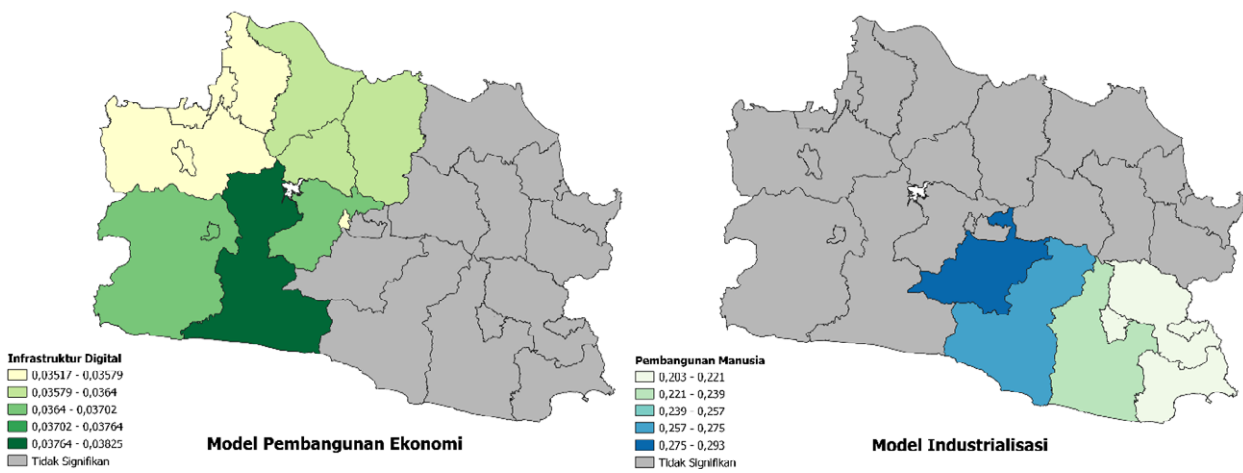 Infrastruktur Digital
0,03517 - 0,03579
0,03579 - 0,0364
0,0364 - 0,03702
0,03702 - 0,03764
0,03764 - 0,03825
Tidak Signifikan
Model Pembangunan Ekonomi
Pembangunan Manusia
0,203 - 0,221
0,221 - 0,239
0,239 - 0,257
0,257 - 0,275
0,275 - 0,293
Tidak Signifikan
Model Industrialisasi